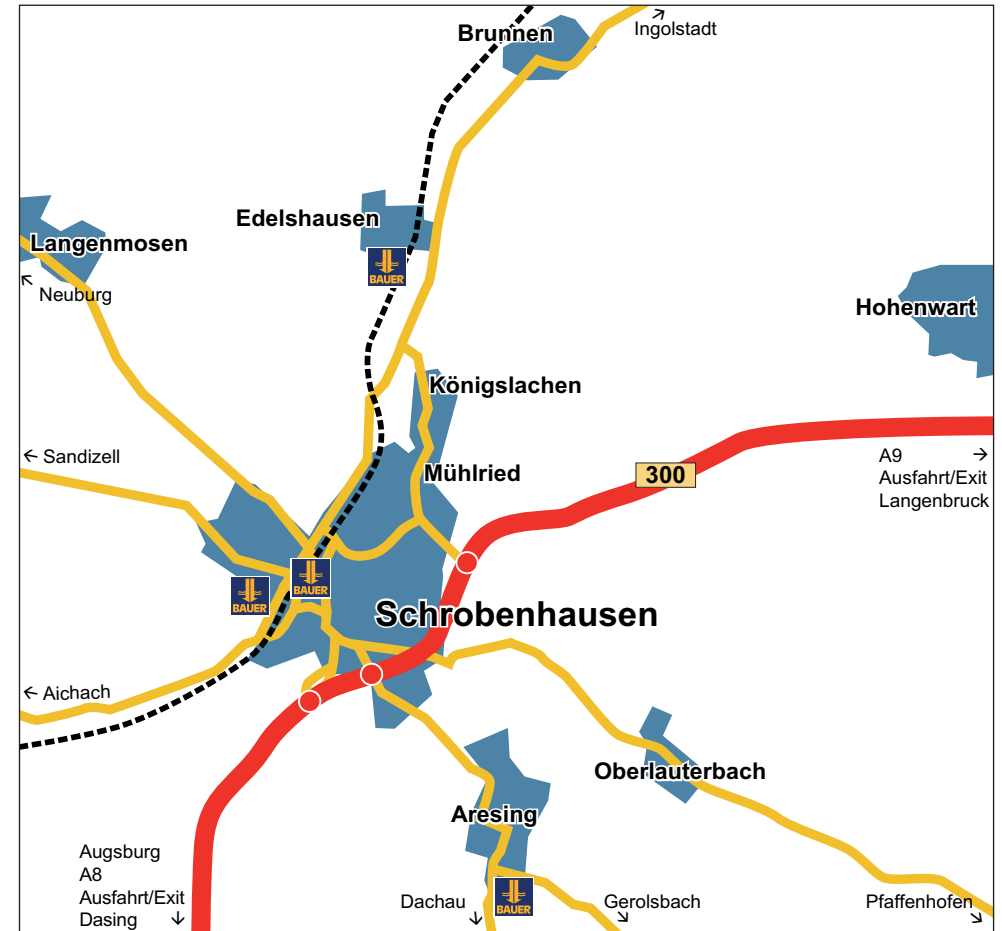 Brunnen
Ingolstadt
Edelshausen
Langenmosen
BAUER
Neuburg
Hohenwart
Königslachen
Sandizell
Mühlried
300
A9
Ausfahrt/Exit
Langenbruck
BAUER
BAUER
Schrobenhausen
Aichach
Oberlauterbach
Aresing
Augsburg
A8
Ausfahrt/Exit
Dasing
Dachau
BAUER
Gerolsbach
Pfaffenhofen